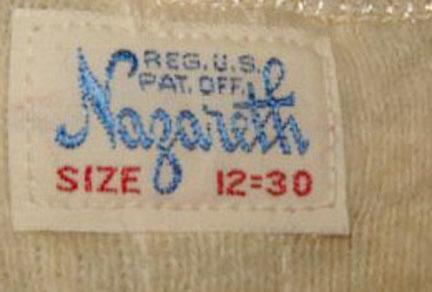 REG. U.S.
PAT. OFF.
Nazareth
SIZE 12=30